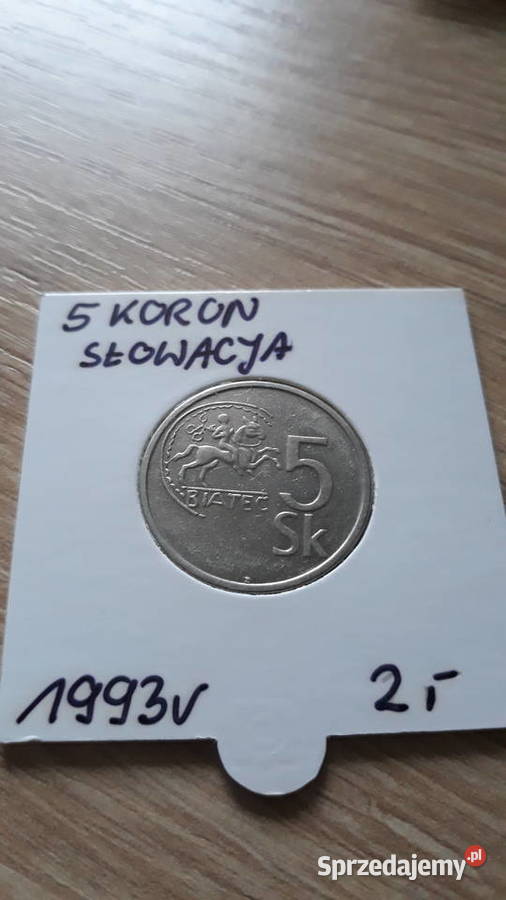 5 KORON
SŁOWACJA
BIATEC
5
Sk
1993r
2,-
Sprzedajemy.pl